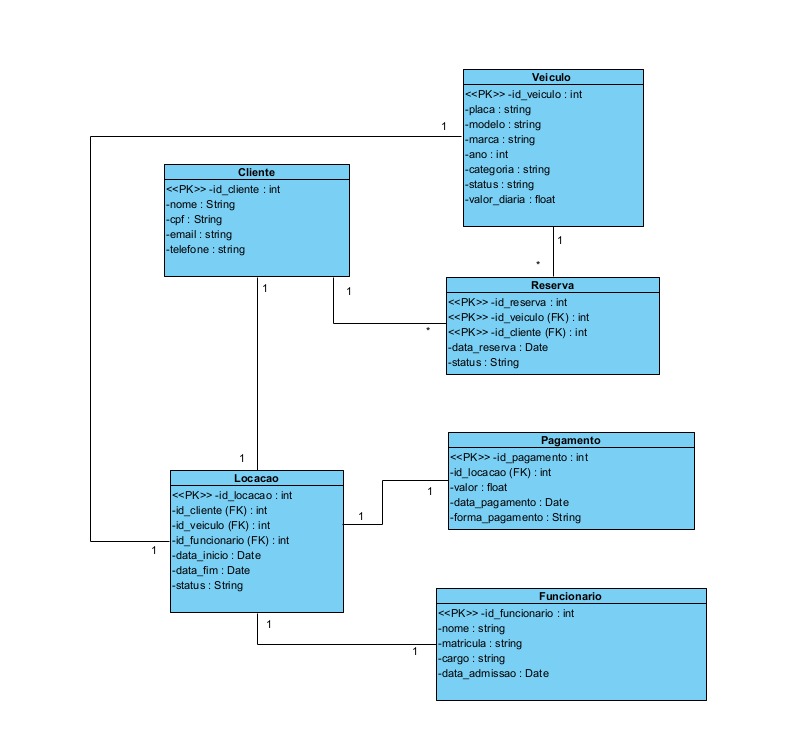 Veiculo
<<PK>> -id_veiculo : int
-placa : string
-modelo : string
-marca : string
-ano : int
-categoria : string
-status : string
-valor_diaria : float
1
1
*
Cliente
<<PK>> -id_cliente : int
-nome : String
-cpf : String
-email : string
-telefone : string
1
1
*
Reserva
<<PK>> -id_reserva : int
<<PK>> -id_veiculo (FK) : int
<<PK>> -id_cliente (FK) : int
-data_reserva : Date
-status : String
1
Locacao
<<PK>> -id_locacao : int
-id_cliente (FK) : int
-id_veiculo (FK) : int
-id_funcionario (FK) : int
-data_inicio : Date
-data_fim : Date
-status : String
1
1
1
1
Pagamento
<<PK>> -id_pagamento : int
-id_locacao (FK) : int
-valor : float
-data_pagamento : Date
-forma_pagamento : String
1
Funcionario
<<PK>> -id_funcionario : int
-nome : string
-matricula : string
-cargo : string
-data_admissao : Date